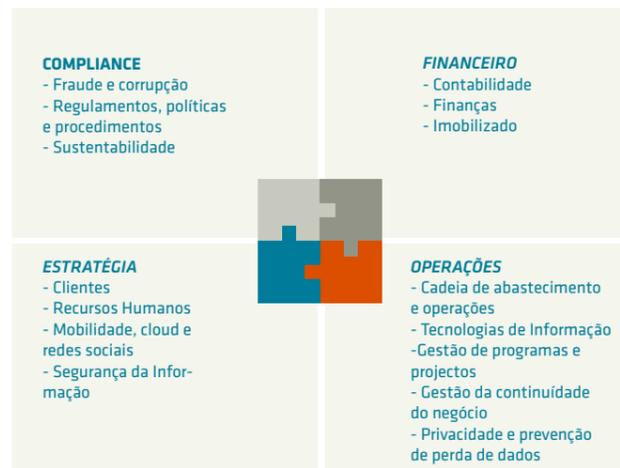 COMPLIANCE
- Fraude e corrupção
- Regulamentos, políticas
e procedimentos
- Sustentabilidade
FINANCEIRO
- Contabilidade
- Finanças
- Imobilizado
ESTRATÉGIA
- Clientes
- Recursos Humanos
- Mobilidade, cloud e
redes sociais
- Segurança da Infor-
mação
OPERAÇÕES
- Cadeia de abastecimento
e operações
- Tecnologias de Informação
-Gestão de programas e
projectos
- Gestão da continuídade
do negócio
- Privacidade e prevenção
de perda de dados